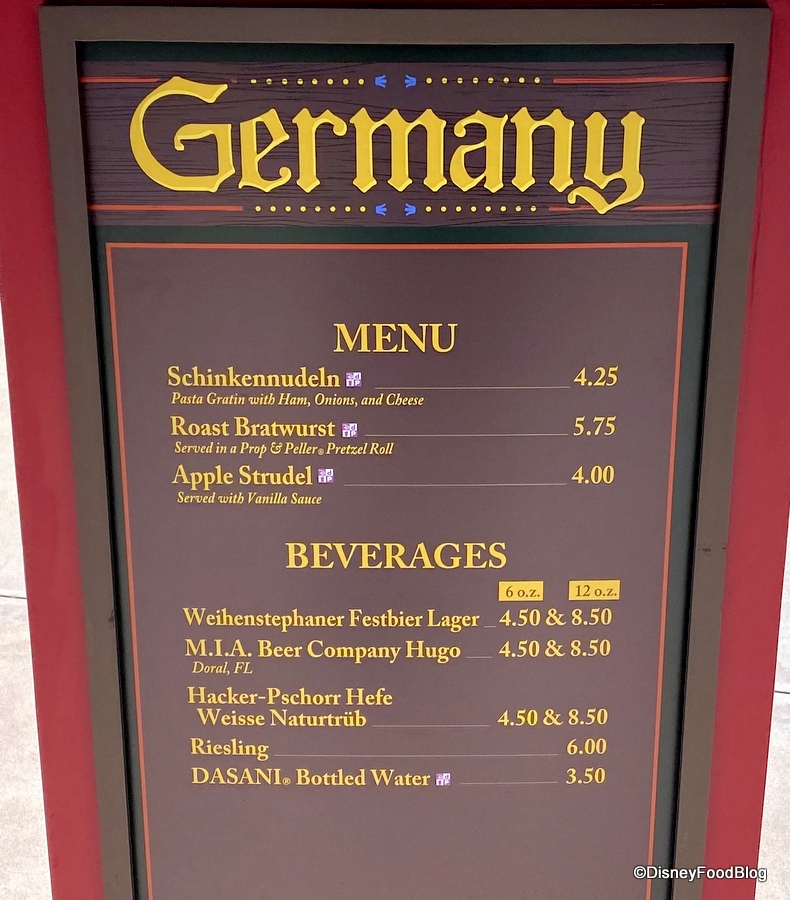 Germany
MENU
Schinkennudeln 4.25
Pasta Gratin with Ham, Onions, and Cheese
Roast Bratwurst 5.75
Served in a Prop & Peller® Pretzel Roll
Apple Strudel 4.00
Served with Vanilla Sauce
BEVERAGES
6 o.z. 12 o.z.
Weihenstephaner Festbier Lager 4.50 & 8.50
M.I.A. Beer Company Hugo 4.50 & 8.50
Doral, FL
Hacker-Pschorr Hefe
Weisse Naturtrüb 4.50 & 8.50
Riesling 6.00
DASANI® Bottled Water 3.50
©DisneyFoodBlog